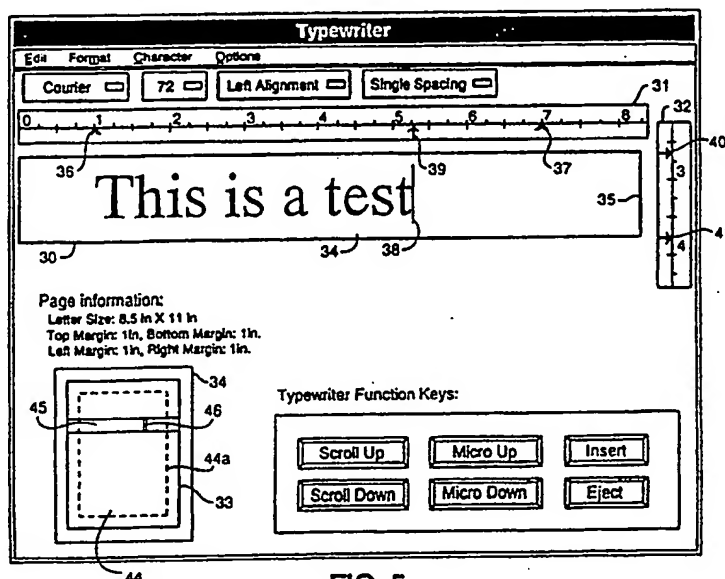 Typewriter
Edit Format Character Options
Courier 72 Left Alignment Single Spacing
31
32
0 1 2 3 4 5 6 7 8
36 39 37 40
3
This is a test
35
4
4
30 34 38
Page information:
Letter Size: 8.5 in X 11 in
Top Margin: 1in, Bottom Margin: 1in.
Left Margin: 1in, Right Margin: 1in.
34
Typewriter Function Keys:
45 46
Scroll Up Micro Up Insert
44a
33
Scroll Down Micro Down Eject
44